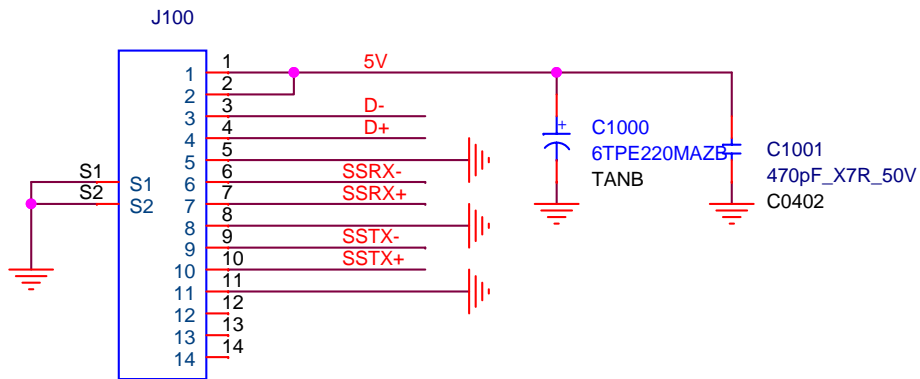 J100
1 1 5V
2 2
3 3 D-
4 4 D+
5 5
6 6 SSRX-
7 7 SSRX+
8 8
9 9 SSTX-
10 10 SSTX+
11 11
12 12
13 13
14 14
S1 S1
S2 S2
+
C1000
6TPE220MAZB
TANB
C1001
470pF_X7R_50V
C0402